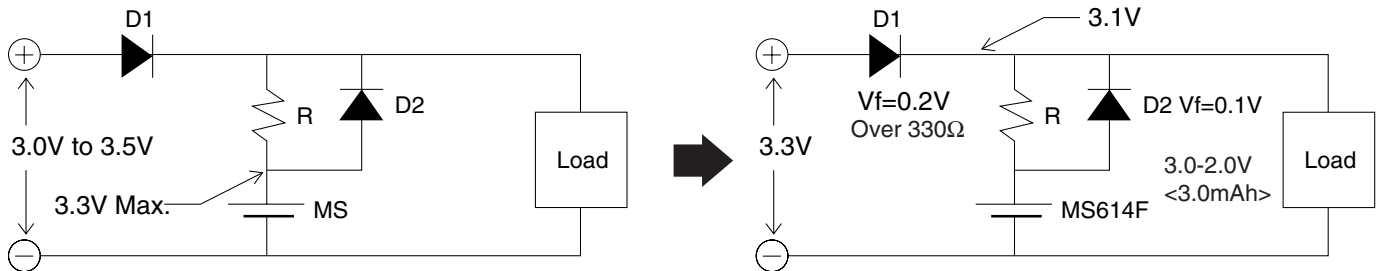 D1
+
R
D2
3.0V to 3.5V
Load
3.3V Max.
MS
−
D1
3.1V
+
Vf=0.2V
Over 330Ω
R
D2 Vf=0.1V
3.3V
3.0-2.0V
<3.0mAh>
Load
MS614F
−